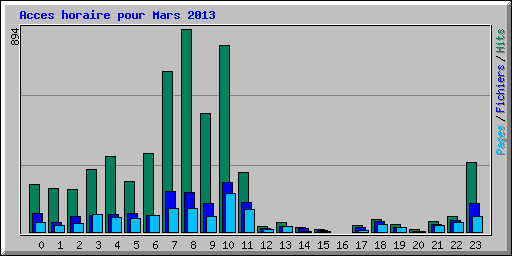 Acces horaire pour Mars 2013
894
Pages / Fichiers / Hits
0 1 2 3 4 5 6 7 8 9 10 11 12 13 14 15 16 17 18 19 20 21 22 23